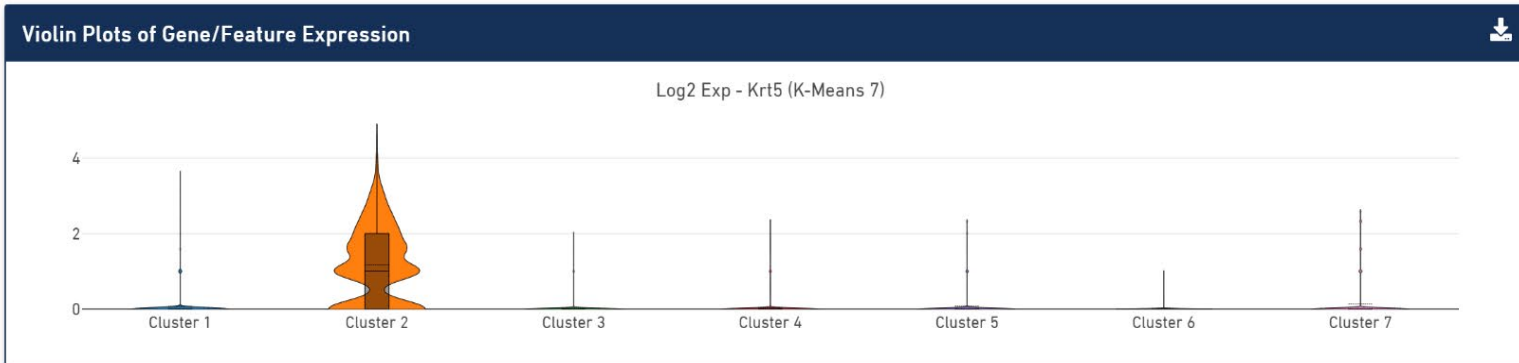 Violin Plots of Gene/Feature Expression
Log2 Exp - Krt5 (K-Means 7)
4
2
0
Cluster 1 Cluster 2 Cluster 3 Cluster 4 Cluster 5 Cluster 6 Cluster 7